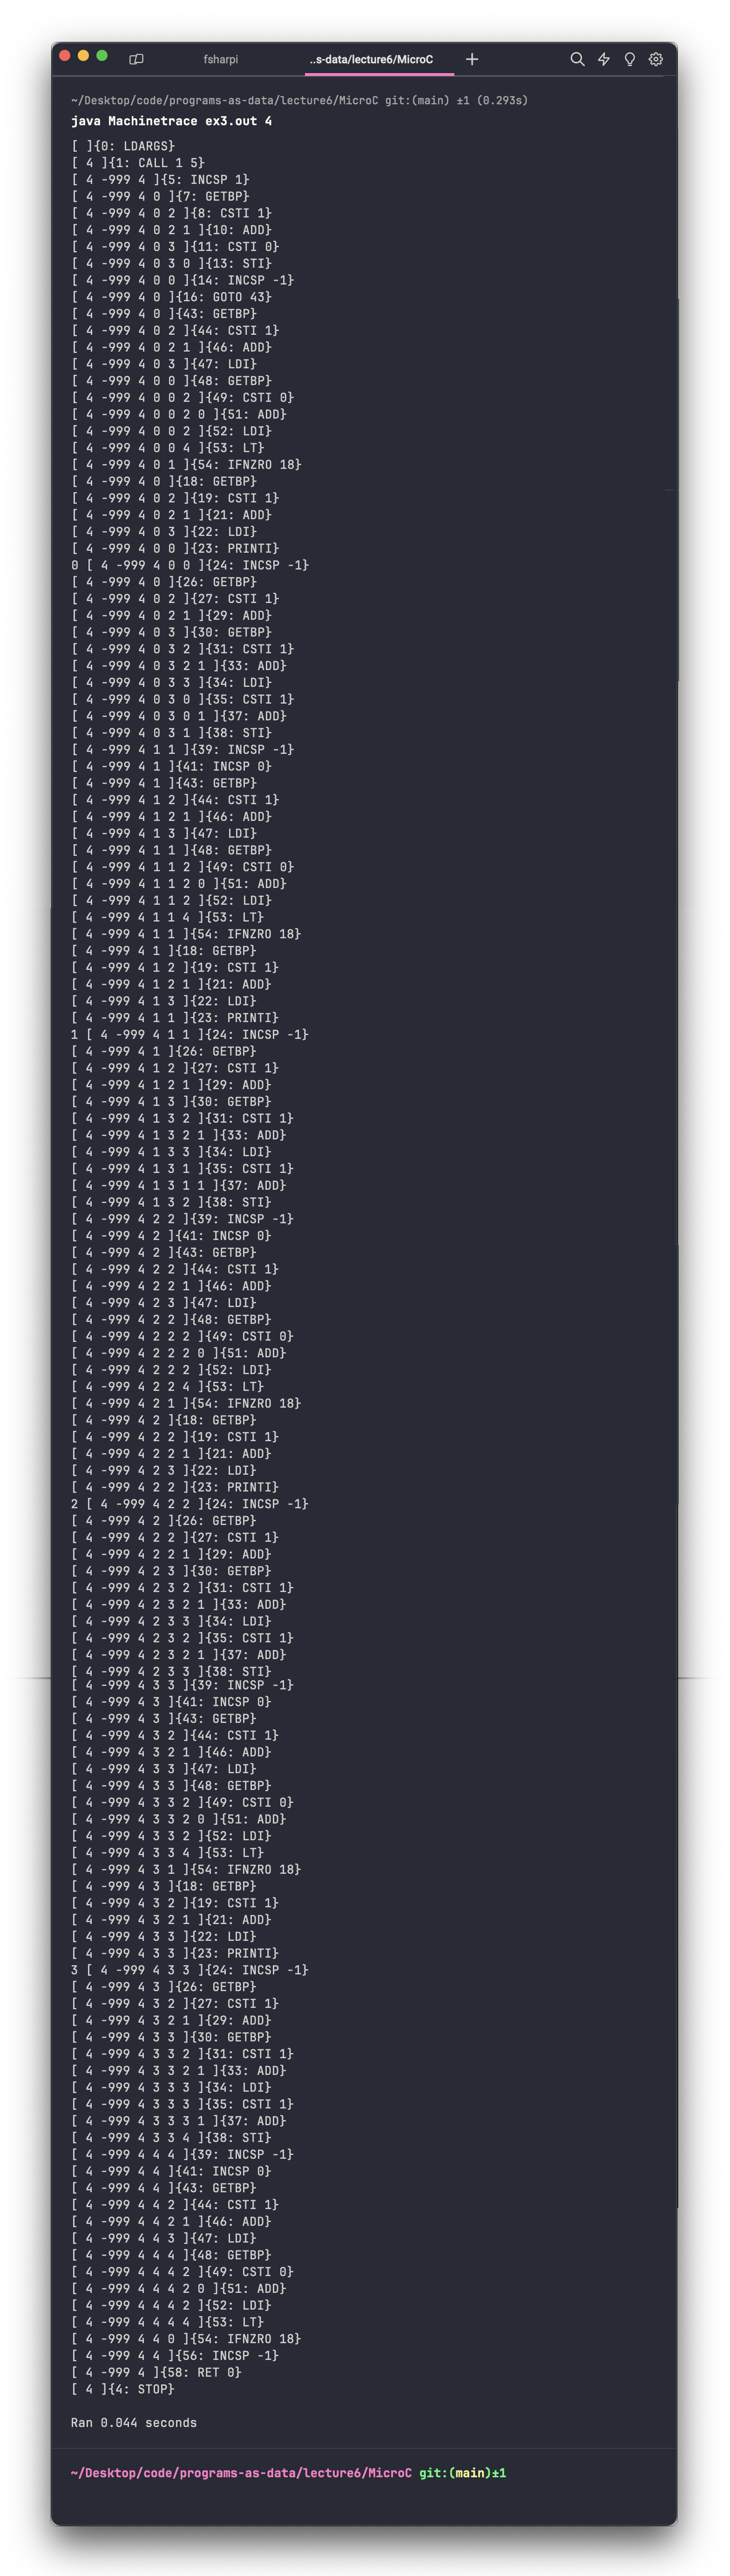 fsharpi ..s-data/lecture6/MicroC
~/Desktop/code/programs-as-data/lecture6/MicroC git:(main) ±1 (0.293s)
java Machinetrace ex3.out 4
[ ]{0: LDARGS}
[ 4 ]{1: CALL 1 5}
[ 4 -999 4 ]{5: INCSP 1}
[ 4 -999 4 0 ]{7: GETBP}
[ 4 -999 4 0 2 ]{8: CSTI 1}
[ 4 -999 4 0 2 1 ]{10: ADD}
[ 4 -999 4 0 3 ]{11: CSTI 0}
[ 4 -999 4 0 3 0 ]{13: STI}
[ 4 -999 4 0 0 ]{14: INCSP -1}
[ 4 -999 4 0 ]{16: GOTO 43}
[ 4 -999 4 0 ]{43: GETBP}
[ 4 -999 4 0 2 ]{44: CSTI 1}
[ 4 -999 4 0 2 1 ]{46: ADD}
[ 4 -999 4 0 3 ]{47: LDI}
[ 4 -999 4 0 0 ]{48: GETBP}
[ 4 -999 4 0 0 2 ]{49: CSTI 0}
[ 4 -999 4 0 0 2 0 ]{51: ADD}
[ 4 -999 4 0 0 2 ]{52: LDI}
[ 4 -999 4 0 0 4 ]{53: LT}
[ 4 -999 4 0 1 ]{54: IFNZRO 18}
[ 4 -999 4 0 ]{18: GETBP}
[ 4 -999 4 0 2 ]{19: CSTI 1}
[ 4 -999 4 0 2 1 ]{21: ADD}
[ 4 -999 4 0 3 ]{22: LDI}
[ 4 -999 4 0 0 ]{23: PRINTI}
0 [ 4 -999 4 0 0 ]{24: INCSP -1}
[ 4 -999 4 0 ]{26: GETBP}
[ 4 -999 4 0 2 ]{27: CSTI 1}
[ 4 -999 4 0 2 1 ]{29: ADD}
[ 4 -999 4 0 3 ]{30: GETBP}
[ 4 -999 4 0 3 2 ]{31: CSTI 1}
[ 4 -999 4 0 3 2 1 ]{33: ADD}
[ 4 -999 4 0 3 3 ]{34: LDI}
[ 4 -999 4 0 3 0 ]{35: CSTI 1}
[ 4 -999 4 0 3 0 1 ]{37: ADD}
[ 4 -999 4 0 3 1 ]{38: STI}
[ 4 -999 4 1 1 ]{39: INCSP -1}
[ 4 -999 4 1 ]{41: INCSP 0}
[ 4 -999 4 1 ]{43: GETBP}
[ 4 -999 4 1 2 ]{44: CSTI 1}
[ 4 -999 4 1 2 1 ]{46: ADD}
[ 4 -999 4 1 3 ]{47: LDI}
[ 4 -999 4 1 1 ]{48: GETBP}
[ 4 -999 4 1 1 2 ]{49: CSTI 0}
[ 4 -999 4 1 1 2 0 ]{51: ADD}
[ 4 -999 4 1 1 2 ]{52: LDI}
[ 4 -999 4 1 1 4 ]{53: LT}
[ 4 -999 4 1 1 ]{54: IFNZRO 18}
[ 4 -999 4 1 ]{18: GETBP}
[ 4 -999 4 1 2 ]{19: CSTI 1}
[ 4 -999 4 1 2 1 ]{21: ADD}
[ 4 -999 4 1 3 ]{22: LDI}
[ 4 -999 4 1 1 ]{23: PRINTI}
1 [ 4 -999 4 1 1 ]{24: INCSP -1}
[ 4 -999 4 1 ]{26: GETBP}
[ 4 -999 4 1 2 ]{27: CSTI 1}
[ 4 -999 4 1 2 1 ]{29: ADD}
[ 4 -999 4 1 3 ]{30: GETBP}
[ 4 -999 4 1 3 2 ]{31: CSTI 1}
[ 4 -999 4 1 3 2 1 ]{33: ADD}
[ 4 -999 4 1 3 3 ]{34: LDI}
[ 4 -999 4 1 3 1 ]{35: CSTI 1}
[ 4 -999 4 1 3 1 1 ]{37: ADD}
[ 4 -999 4 1 3 2 ]{38: STI}
[ 4 -999 4 2 2 ]{39: INCSP -1}
[ 4 -999 4 2 ]{41: INCSP 0}
[ 4 -999 4 2 ]{43: GETBP}
[ 4 -999 4 2 2 ]{44: CSTI 1}
[ 4 -999 4 2 2 1 ]{46: ADD}
[ 4 -999 4 2 3 ]{47: LDI}
[ 4 -999 4 2 2 ]{48: GETBP}
[ 4 -999 4 2 2 2 ]{49: CSTI 0}
[ 4 -999 4 2 2 2 0 ]{51: ADD}
[ 4 -999 4 2 2 2 ]{52: LDI}
[ 4 -999 4 2 2 4 ]{53: LT}
[ 4 -999 4 2 1 ]{54: IFNZRO 18}
[ 4 -999 4 2 ]{18: GETBP}
[ 4 -999 4 2 2 ]{19: CSTI 1}
[ 4 -999 4 2 2 1 ]{21: ADD}
[ 4 -999 4 2 3 ]{22: LDI}
[ 4 -999 4 2 2 ]{23: PRINTI}
2 [ 4 -999 4 2 2 ]{24: INCSP -1}
[ 4 -999 4 2 ]{26: GETBP}
[ 4 -999 4 2 2 ]{27: CSTI 1}
[ 4 -999 4 2 2 1 ]{29: ADD}
[ 4 -999 4 2 3 ]{30: GETBP}
[ 4 -999 4 2 3 2 ]{31: CSTI 1}
[ 4 -999 4 2 3 2 1 ]{33: ADD}
[ 4 -999 4 2 3 3 ]{34: LDI}
[ 4 -999 4 2 3 2 ]{35: CSTI 1}
[ 4 -999 4 2 3 2 1 ]{37: ADD}
[ 4 -999 4 2 3 3 ]{38: STI}
[ 4 -999 4 3 3 ]{39: INCSP -1}
[ 4 -999 4 3 ]{41: INCSP 0}
[ 4 -999 4 3 ]{43: GETBP}
[ 4 -999 4 3 2 ]{44: CSTI 1}
[ 4 -999 4 3 2 1 ]{46: ADD}
[ 4 -999 4 3 3 ]{47: LDI}
[ 4 -999 4 3 3 ]{48: GETBP}
[ 4 -999 4 3 3 2 ]{49: CSTI 0}
[ 4 -999 4 3 3 2 0 ]{51: ADD}
[ 4 -999 4 3 3 2 ]{52: LDI}
[ 4 -999 4 3 3 4 ]{53: LT}
[ 4 -999 4 3 1 ]{54: IFNZRO 18}
[ 4 -999 4 3 ]{18: GETBP}
[ 4 -999 4 3 2 ]{19: CSTI 1}
[ 4 -999 4 3 2 1 ]{21: ADD}
[ 4 -999 4 3 3 ]{22: LDI}
[ 4 -999 4 3 3 ]{23: PRINTI}
3 [ 4 -999 4 3 3 ]{24: INCSP -1}
[ 4 -999 4 3 ]{26: GETBP}
[ 4 -999 4 3 2 ]{27: CSTI 1}
[ 4 -999 4 3 2 1 ]{29: ADD}
[ 4 -999 4 3 3 ]{30: GETBP}
[ 4 -999 4 3 3 2 ]{31: CSTI 1}
[ 4 -999 4 3 3 2 1 ]{33: ADD}
[ 4 -999 4 3 3 3 ]{34: LDI}
[ 4 -999 4 3 3 3 ]{35: CSTI 1}
[ 4 -999 4 3 3 3 1 ]{37: ADD}
[ 4 -999 4 3 3 4 ]{38: STI}
[ 4 -999 4 4 4 ]{39: INCSP -1}
[ 4 -999 4 4 ]{41: INCSP 0}
[ 4 -999 4 4 ]{43: GETBP}
[ 4 -999 4 4 2 ]{44: CSTI 1}
[ 4 -999 4 4 2 1 ]{46: ADD}
[ 4 -999 4 4 3 ]{47: LDI}
[ 4 -999 4 4 4 ]{48: GETBP}
[ 4 -999 4 4 4 2 ]{49: CSTI 0}
[ 4 -999 4 4 4 2 0 ]{51: ADD}
[ 4 -999 4 4 4 2 ]{52: LDI}
[ 4 -999 4 4 4 4 ]{53: LT}
[ 4 -999 4 4 0 ]{54: IFNZRO 18}
[ 4 -999 4 4 ]{56: INCSP -1}
[ 4 -999 4 ]{58: RET 0}
[ 4 ]{4: STOP}
Ran 0.044 seconds
~/Desktop/code/programs-as-data/lecture6/MicroC git:(main)±1